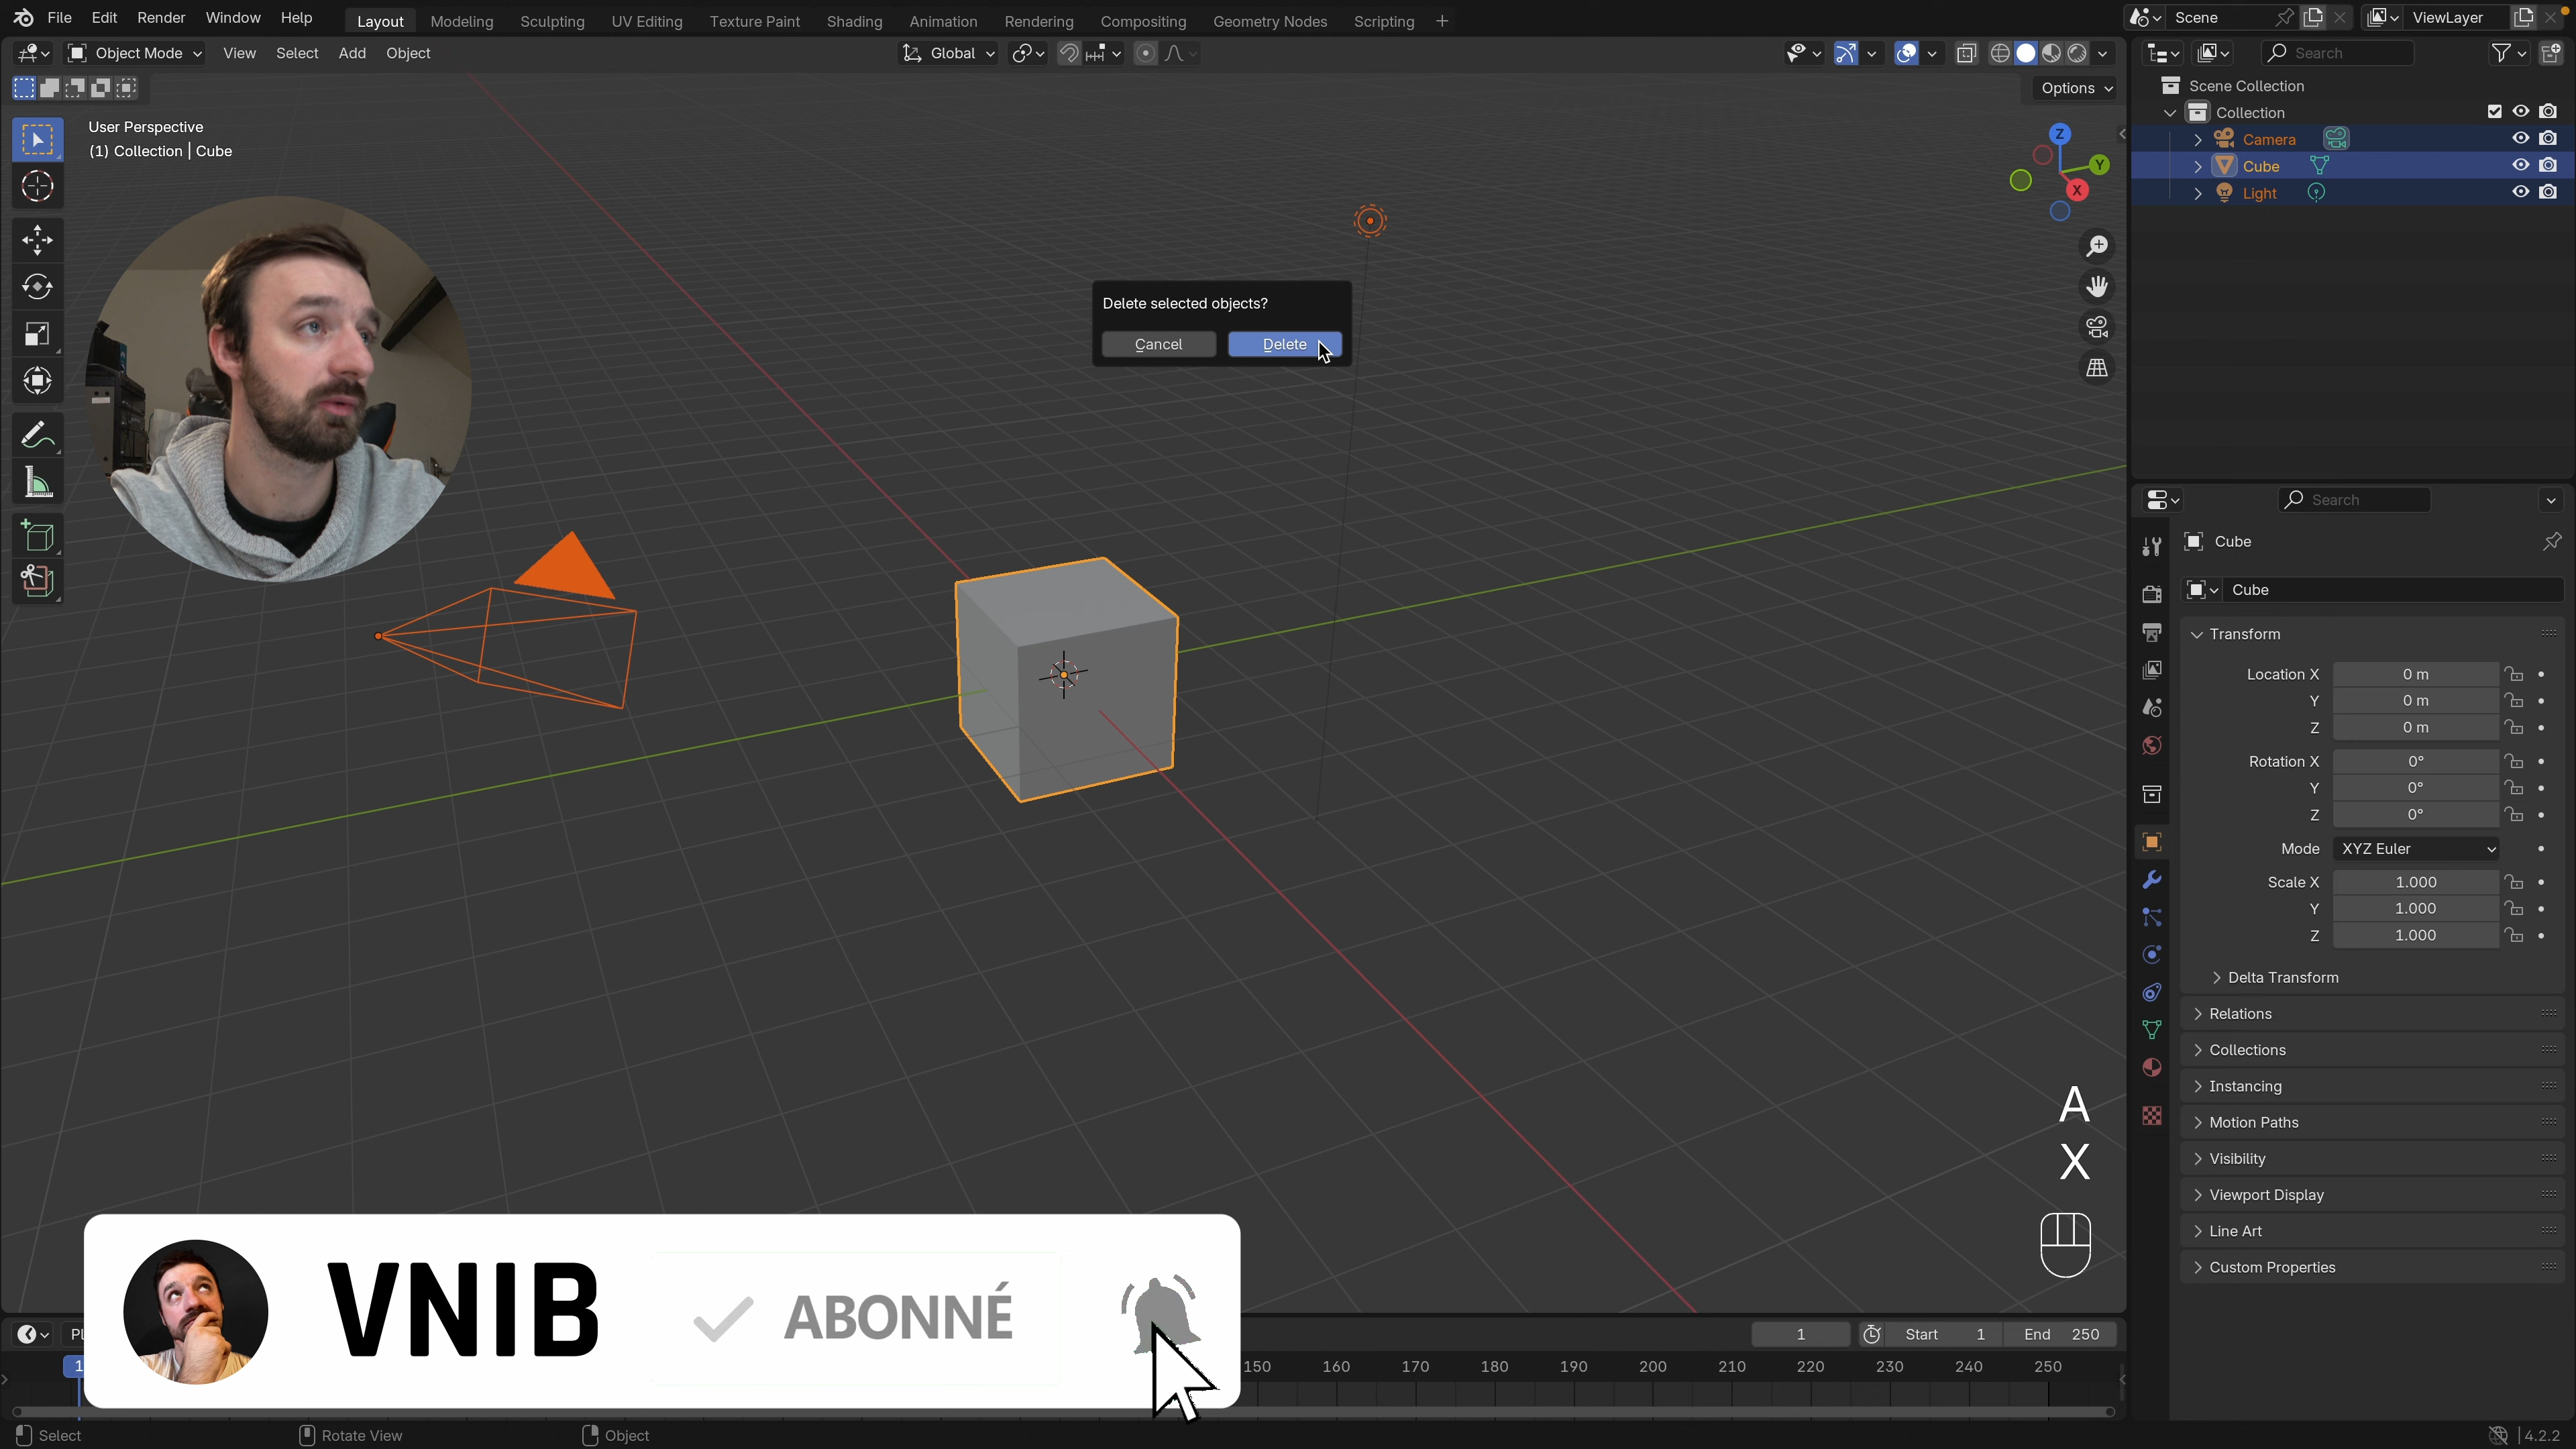 File Edit Render Window Help Layout Modeling Sculpting UV Editing Texture Paint Shading Animation Rendering Compositing Geometry Nodes Scripting + Scene ViewLayer
Object Mode View Select Add Object Global Search
Options
User Perspective
(1) Collection | Cube
Z
Y
X
Scene Collection
Collection
Camera
Cube
Light
Delete selected objects?
Cancel Delete
Search
Cube
Cube
Transform
Location X 0 m
Y 0 m
Z 0 m
Rotation X 0°
Y 0°
Z 0°
Mode XYZ Euler
Scale X 1.000
Y 1.000
Z 1.000
Delta Transform
Relations
Collections
Instancing
Motion Paths
Visibility
Viewport Display
Line Art
Custom Properties
A
X
VNIB ABONNÉ
1 Start 1 End 250
1 150 160 170 180 190 200 210 220 230 240 250
Select Rotate View Object 4.2.2